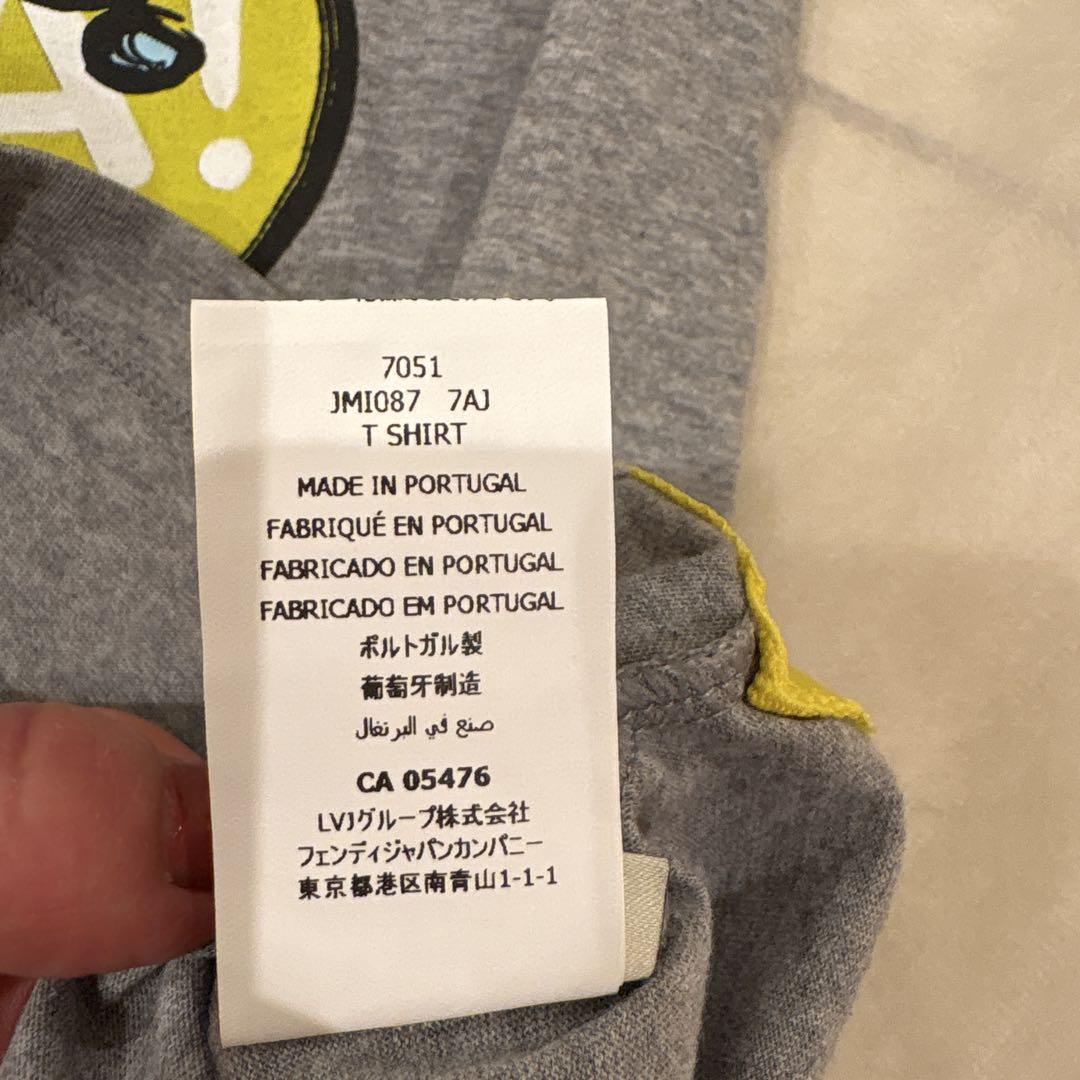 7051
JMI087 7AJ
T SHIRT
MADE IN PORTUGAL
FABRIQUÉ EN PORTUGAL
FABRICADO EN PORTUGAL
FABRICADO EM PORTUGAL
ポルトガル製
葡萄牙制造
صنع في البرتغال
CA 05476
LVJグループ株式会社
フェンディジャパンカンパニー
東京都港区南青山1-1-1